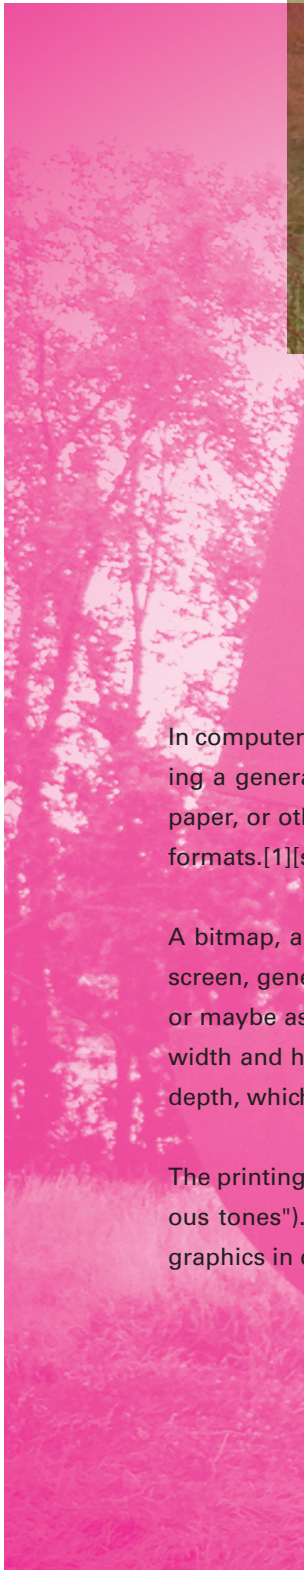 In computer
ing a genera
paper, or oth
formats.[1][s
A bitmap, a
screen, gene
or maybe as
width and h
depth, which
The printing
ous tones").
graphics in c